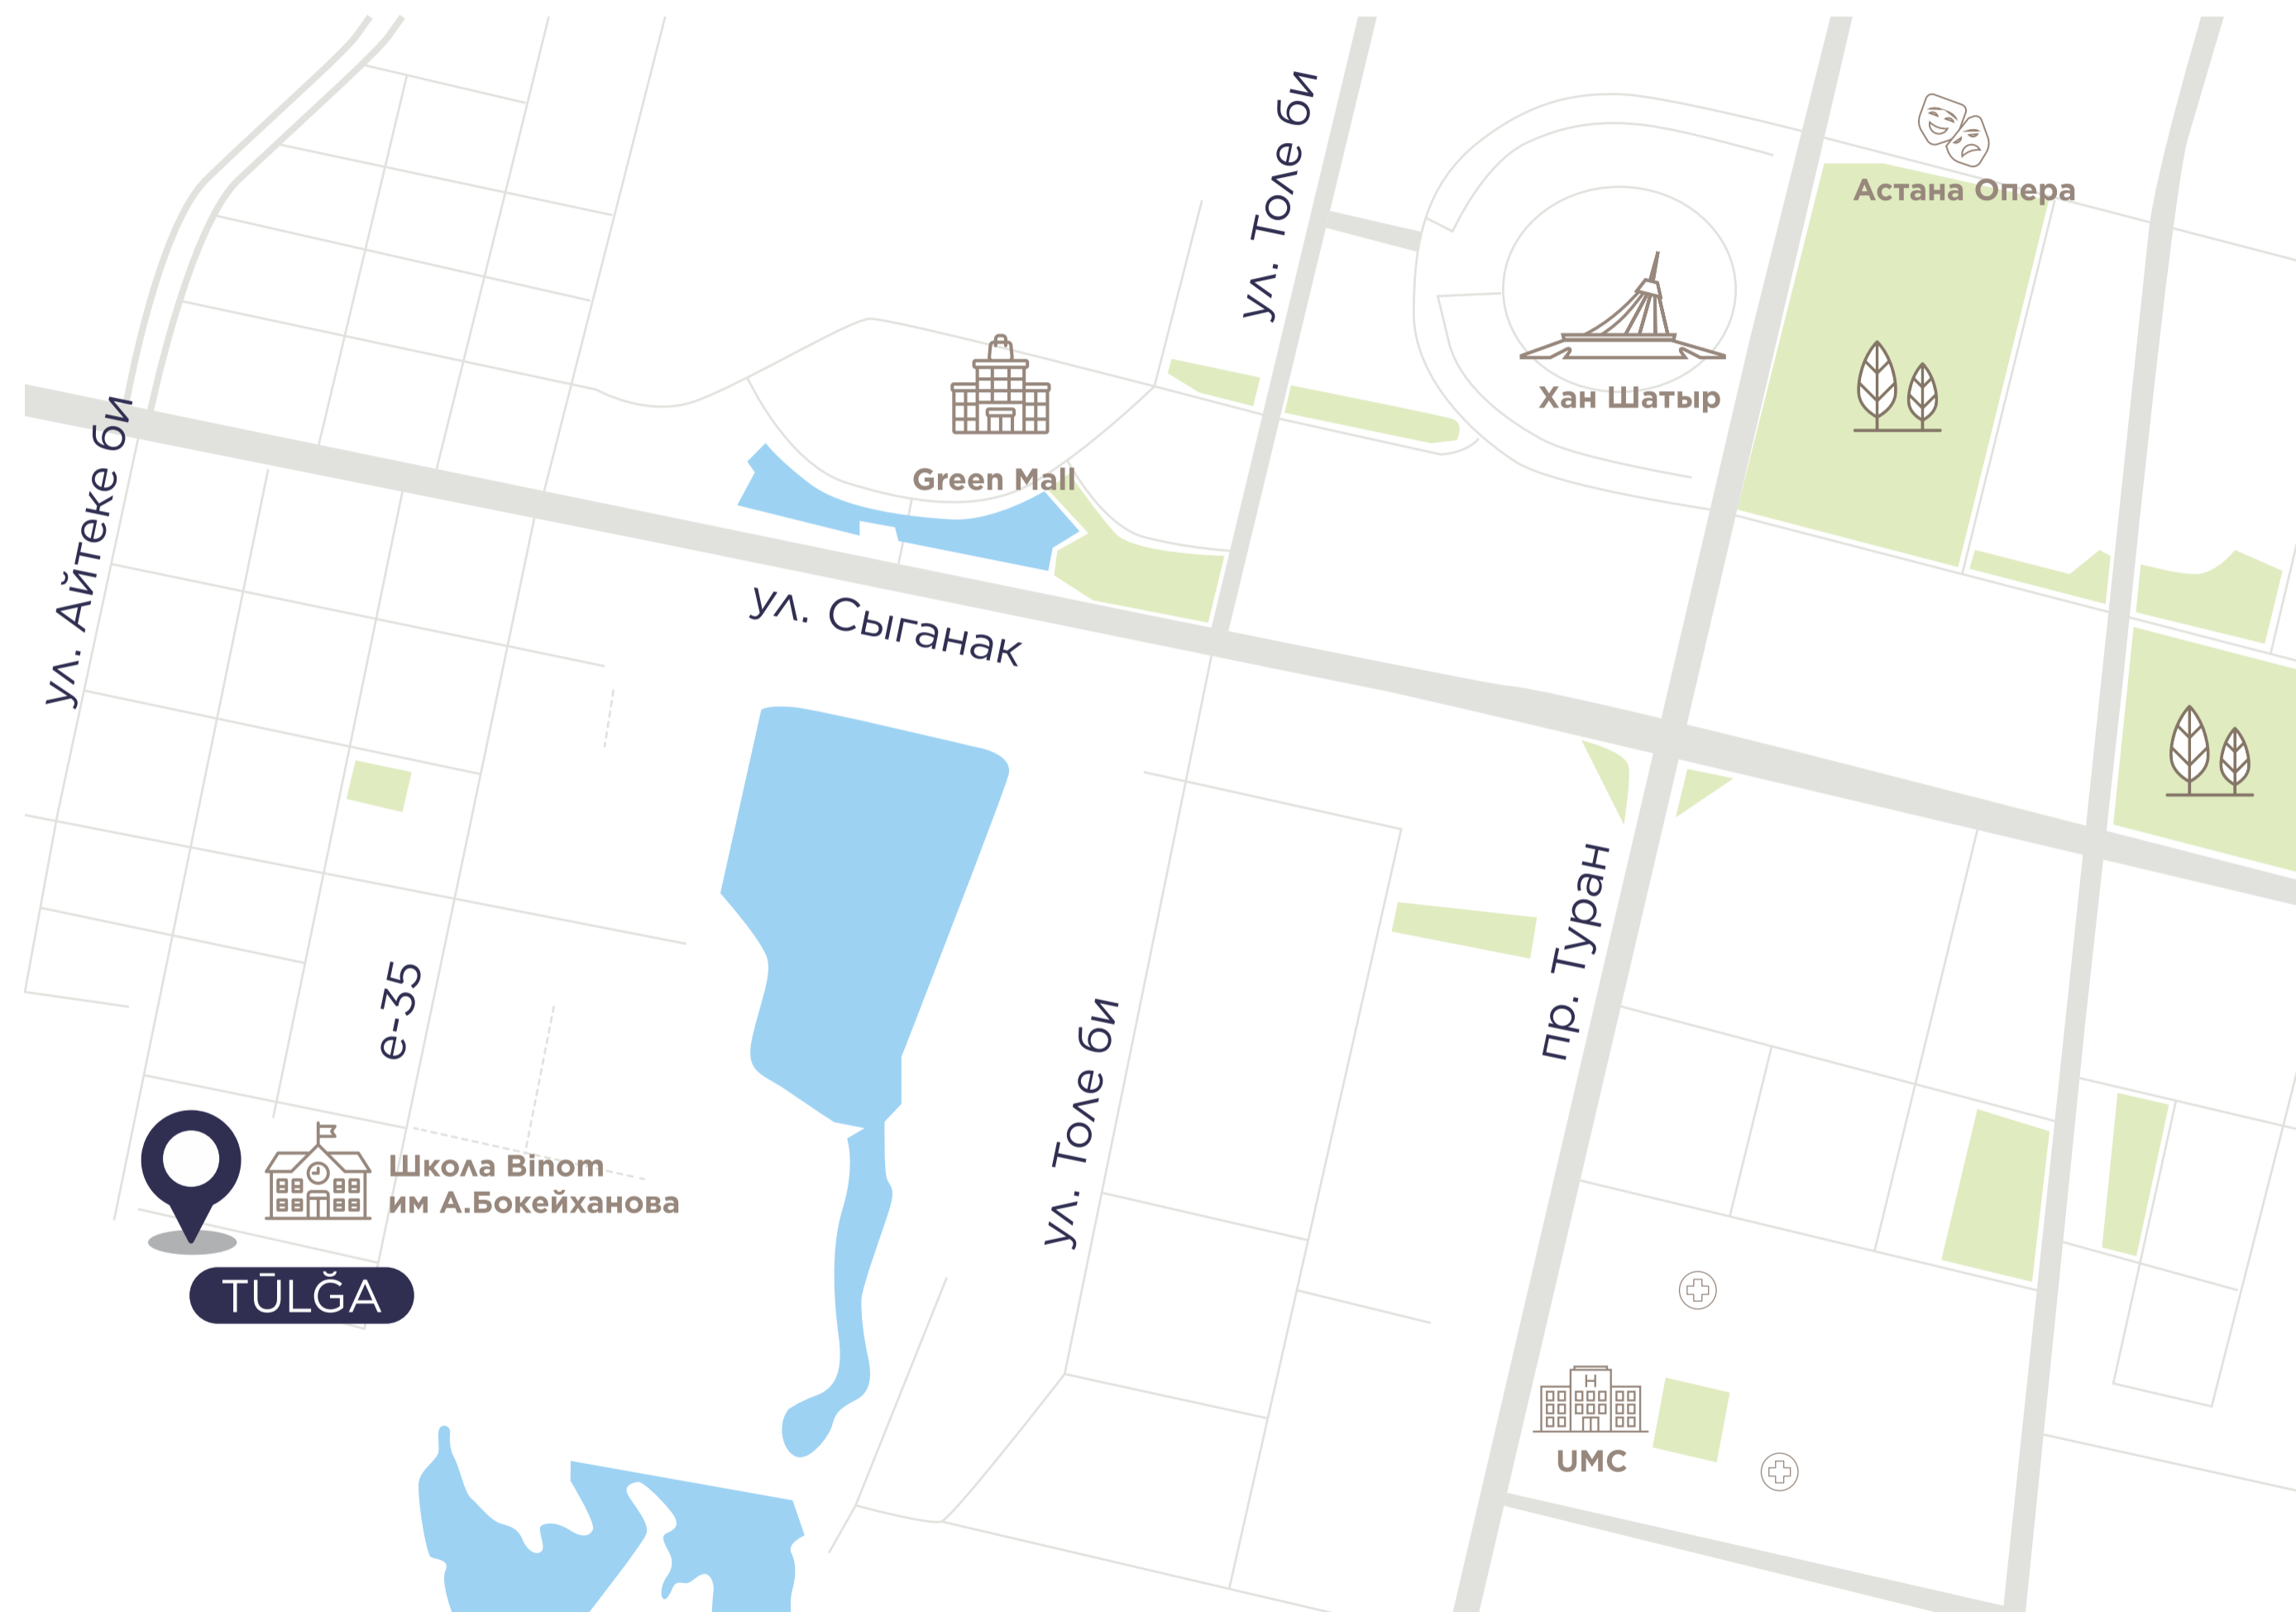 ул. Толе би
Астана Опера
Хан Шатыр
ул. Айтеке би
Green Mall
ул. Сыганак
пр. Туран
е-35
ул. Толе би
Школа Binom
им А.Бокейханова
TŪLĞA
H
UMC